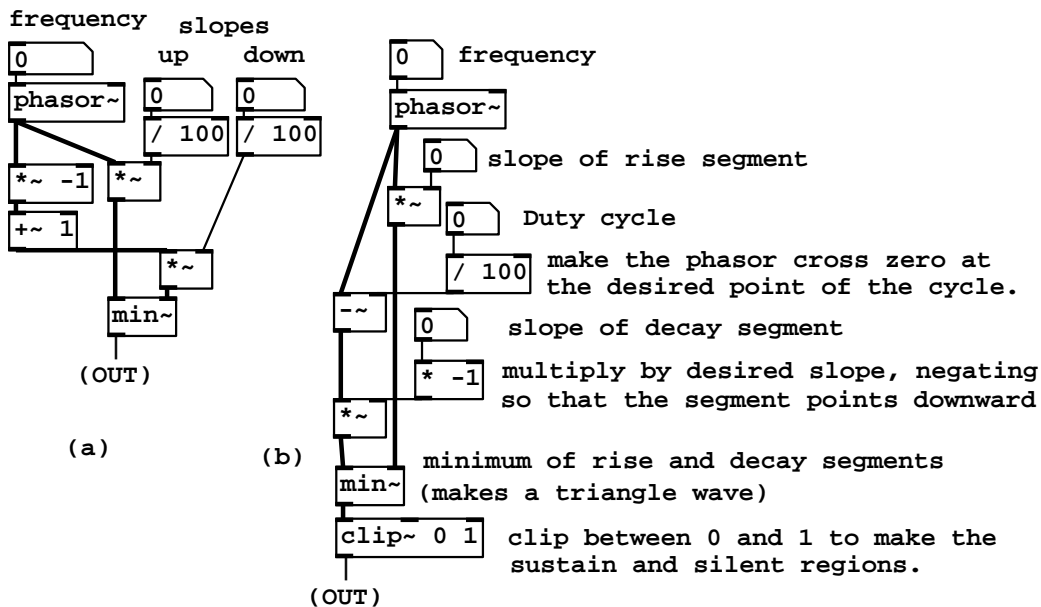 frequency
slopes
up
down
0
0
0
phasor~
/ 100
/ 100
*~ -1
*~
+~ 1
*~
min~
(OUT)
(a)
0
frequency
phasor~
0
slope of rise segment
*~
0
Duty cycle
/ 100
make the phasor cross zero at
the desired point of the cycle.
-~
0
slope of decay segment
* -1
multiply by desired slope, negating
so that the segment points downward
*~
(b)
min~
minimum of rise and decay segments
(makes a triangle wave)
clip~ 0 1
clip between 0 and 1 to make the
sustain and silent regions.
(OUT)